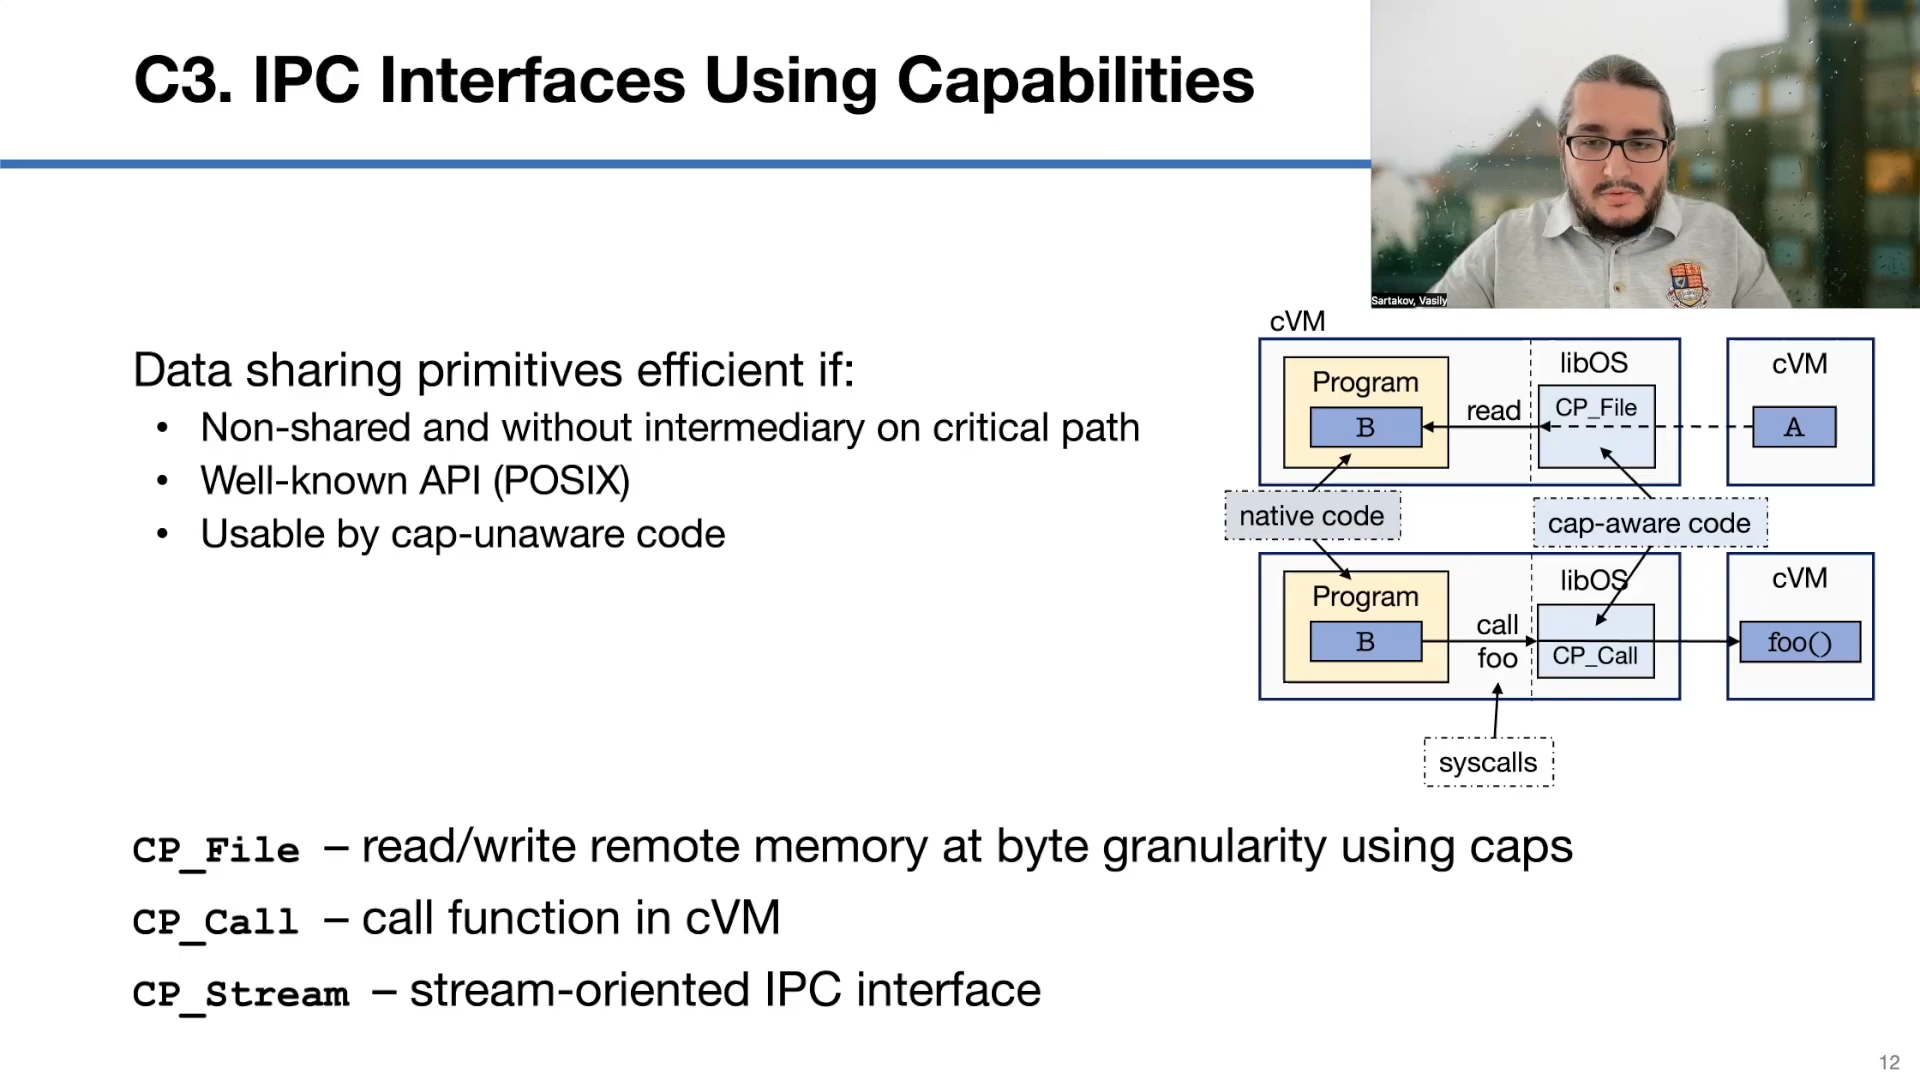 C3. IPC Interfaces Using Capabilities
Sartakov, Vasily
Data sharing primitives efficient if:
• Non-shared and without intermediary on critical path
• Well-known API (POSIX)
• Usable by cap-unaware code
cVM
Program
B
read
libOS
CP_File
cVM
A
native code
cap-aware code
Program
B
call
foo
libOS
CP_Call
cVM
foo()
syscalls
CP_File – read/write remote memory at byte granularity using caps
CP_Call – call function in cVM
CP_Stream – stream-oriented IPC interface
12